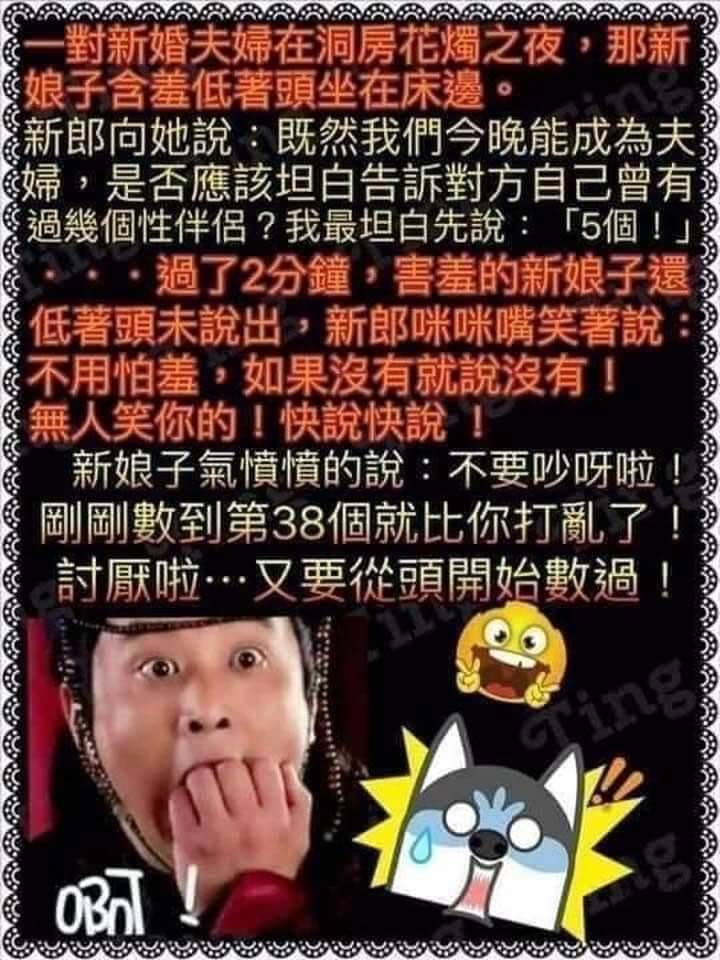 一對新婚夫婦在洞房花燭之夜，那新
娘子含羞低著頭坐在床邊。
新郎向她說：既然我們今晚能成為夫
婦，是否應該坦白告訴對方自己曾有
過幾個性伴侶？我最坦白先說：「5個！」
．．．過了2分鐘，害羞的新娘子還
低著頭未說出，新郎咪咪嘴笑著說：
不用怕羞，如果沒有就說沒有！
無人笑你的！快說快說！
新娘子氣憤憤的說：不要吵呀啦！
剛剛數到第38個就比你打亂了！
討厭啦…又要從頭開始數過！
!!
啊！
Ting